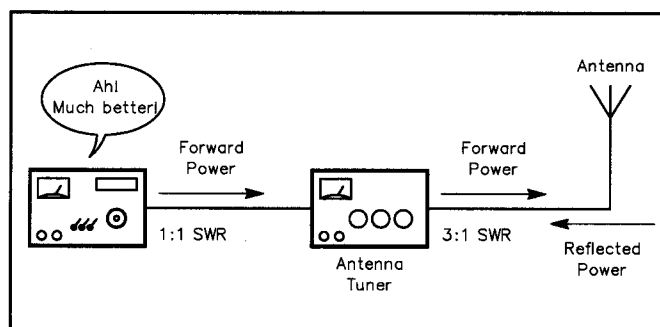 Ah!
Much better!
Antenna
Forward
Power
Forward
Power
1:1 SWR
3:1 SWR
Antenna
Tuner
Reflected
Power